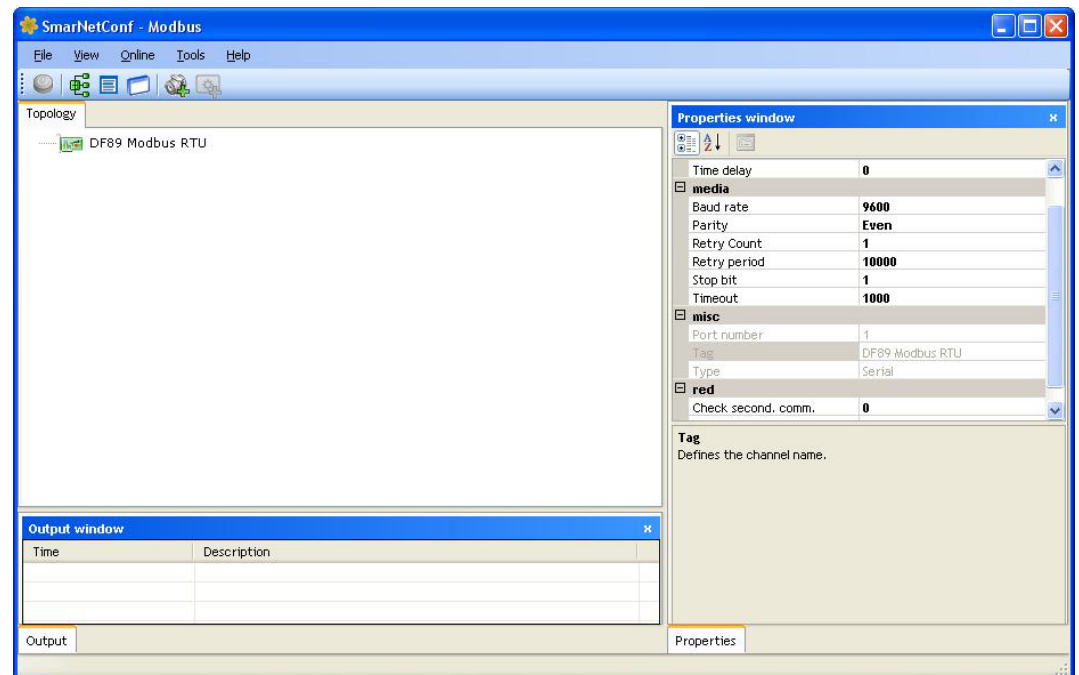 SmarNetConf - Modbus
File View Online Tools Help
Topology
DF89 Modbus RTU
Properties window
Time delay 0
media
Baud rate 9600
Parity Even
Retry Count 1
Retry period 10000
Stop bit 1
Timeout 1000
misc
Port number 1
Tag DF89 Modbus RTU
Type Serial
red
Check second. comm. 0
Tag
Defines the channel name.
Output window
Time Description
Output
Properties